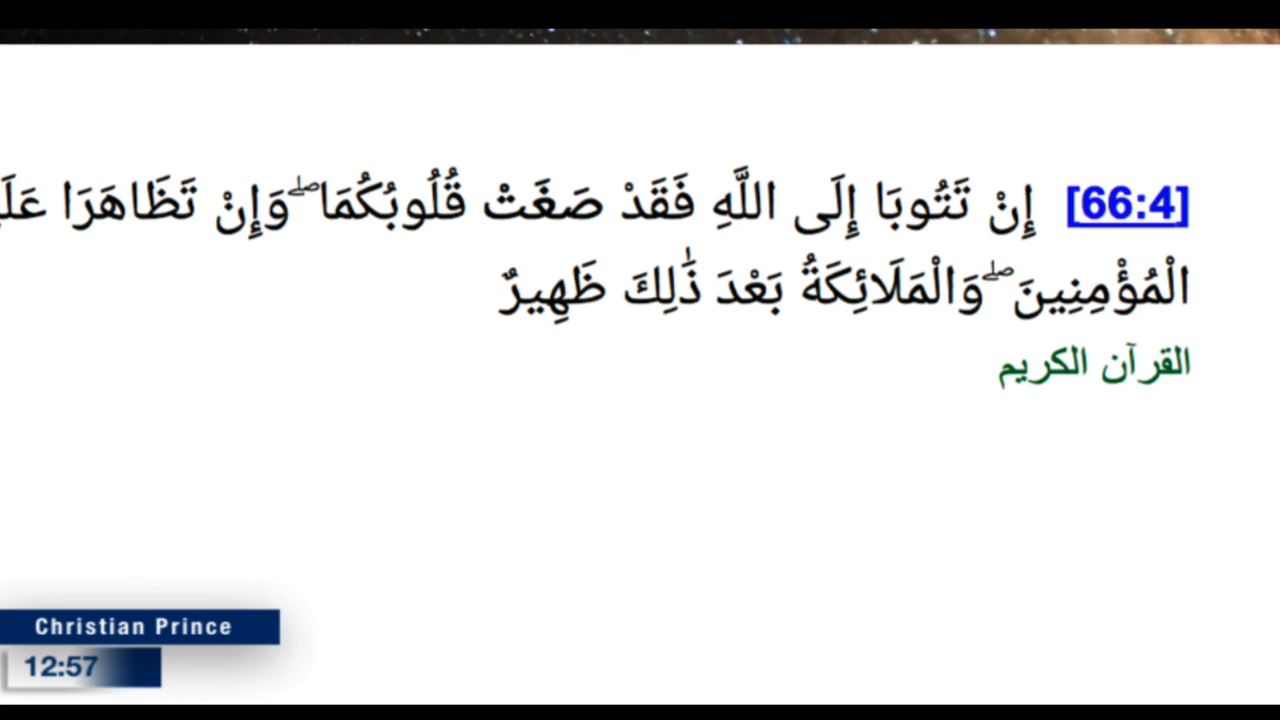 [66:4] إِنْ تَتُوبَا إِلَى اللَّهِ فَقَدْ صَغَتْ قُلُوبُكُمَا ۖ وَإِنْ تَظَاهَرَا
الْمُؤْمِنِينَ ۖ وَالْمَلَائِكَةُ بَعْدَ ذَٰلِكَ ظَهِيرٌ
القرآن الكريم
Christian Prince
12:57